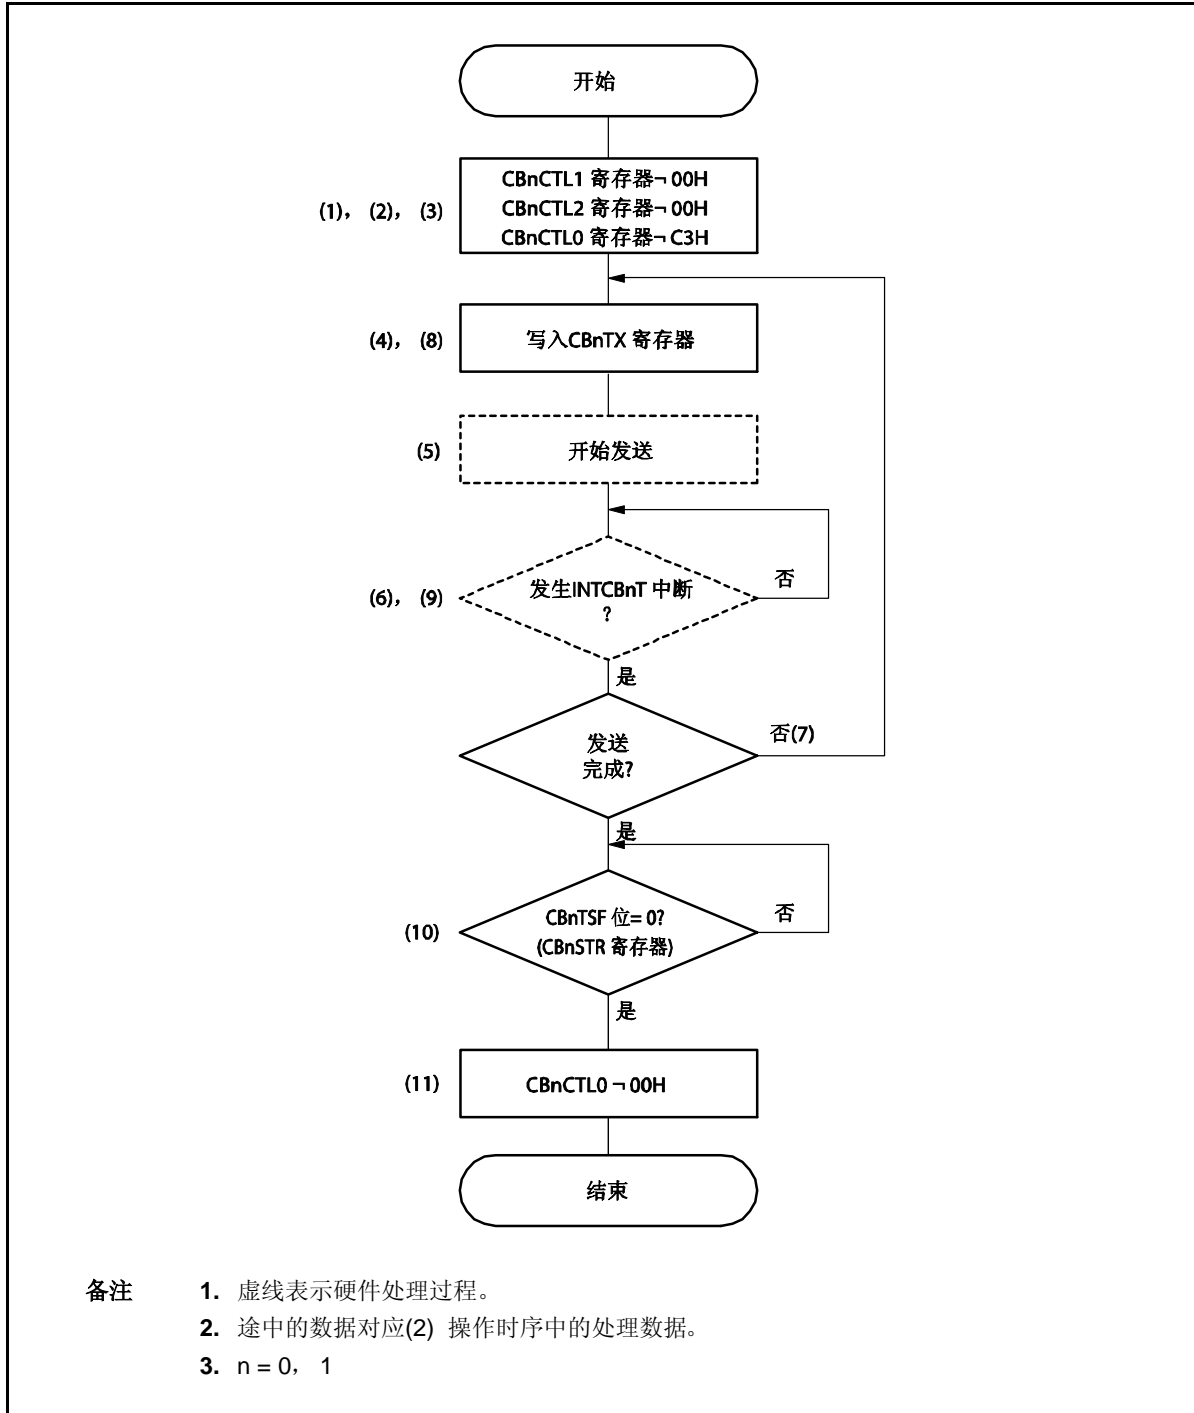 开始
(1)， (2)， (3)
CBnCTL1 寄存器¬ 00H
CBnCTL2 寄存器¬ 00H
CBnCTL0 寄存器¬ C3H
(4)， (8)
写入CBnTX 寄存器
(5)
开始发送
(6)， (9)
发生INTCBnT 中断
?
否
是
发送
完成?
否(7)
是
(10)
CBnTSF 位= 0?
(CBnSTR 寄存器)
否
是
(11)
CBnCTL0 ¬ 00H
结束
备注 1. 虚线表示硬件处理过程。
2. 途中的数据对应(2) 操作时序中的处理数据。
3. n = 0， 1